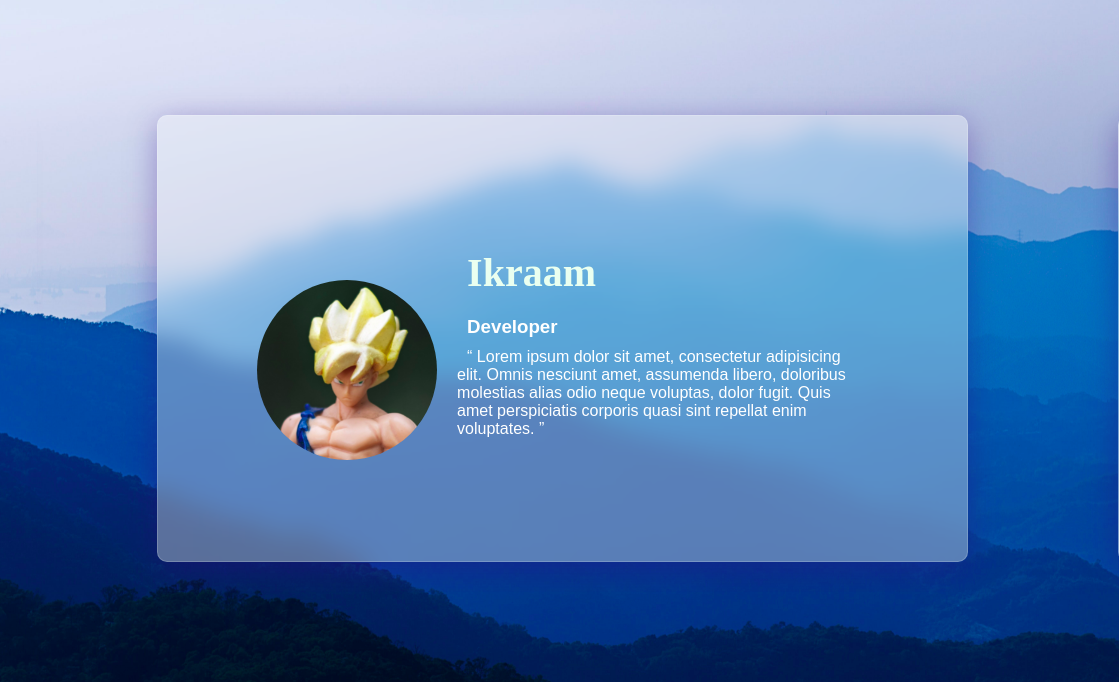 Ikraam
Developer
“ Lorem ipsum dolor sit amet, consectetur adipisicing
elit. Omnis nesciunt amet, assumenda libero, doloribus
molestias alias odio neque voluptas, dolor fugit. Quis
amet perspiciatis corporis quasi sint repellat enim
voluptates. ”